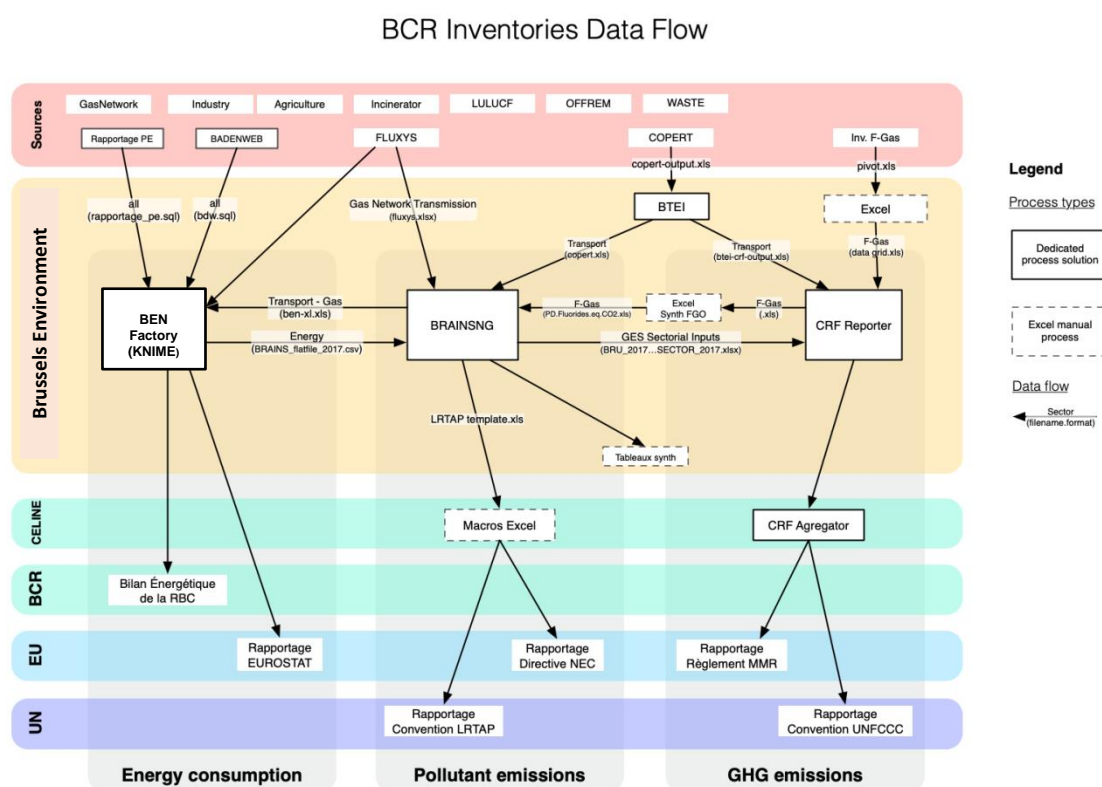 BCR Inventories Data Flow
Sources
GasNetwork
Industry
Agriculture
Incinerator
LULUCF
OFFREM
WASTE
Rapportage PE
BADENWEB
FLUXYS
COPERT
Inv. F-Gas
copert-output.xls
pivot.xls
Brussels Environment
all
(rapportage_pe.sql)
all
(bdw.sql)
Gas Network Transmission
(fluxys.xlsx)
BTEI
Excel
Transport
(copert.xls)
Transport
(btei-crf-output.xls)
F-Gas
(data grid.xls)
BEN
Factory
(KNIME)
Transport - Gas
(ben-xl.xls)
Energy
(BRAINS_flatfile_2017.csv)
BRAINSNG
F-Gas
(PD.Fluorides.eq.CO2.xls)
Excel
Synth FGO
F-Gas
(.xls)
GES Sectorial Inputs
(BRU_2017...SECTOR_2017.xlsx)
CRF Reporter
LRTAP template.xls
Tableaux synth
CELINE
Macros Excel
CRF Agregator
BCR
Bilan Énergétique
de la RBC
EU
Rapportage
EUROSTAT
Rapportage
Directive NEC
Rapportage
Règlement MMR
UN
Rapportage
Convention LRTAP
Rapportage
Convention UNFCCC
Energy consumption
Pollutant emissions
GHG emissions
Legend
Process types
Dedicated
process solution
Excel manual
process
Data flow
Sector
(filename.format)